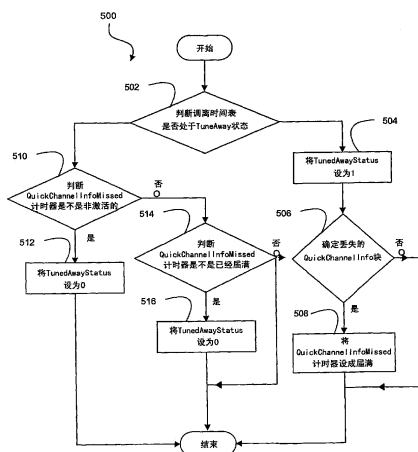 500
开始
502
判断调离时间表
是否处于TuneAway状态
504
将TunedAwayStatus
设为1
510
判断
QuickChannelInfoMissed
计时器是不是非激活的
否
514
判断
QuickChannelInfoMissed
计时器是不是已经届满
否
506
确定丢失的
QuickChannelInfo块
否
512
是
将TunedAwayStatus
设为0
516
是
将TunedAwayStatus
设为0
508
是
将
QuickChannelInfoMissed
计时器设成届满
结束